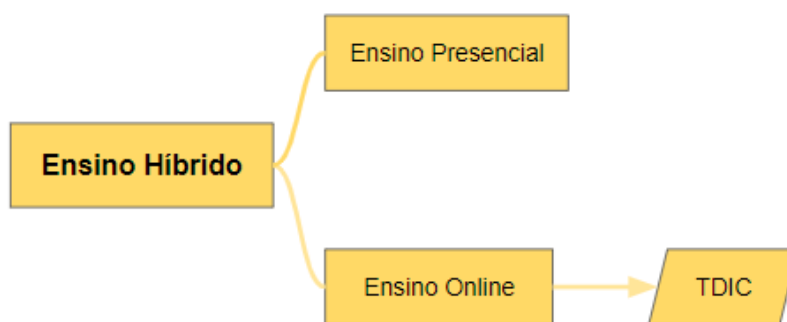 Ensino Presencial
Ensino Híbrido
Ensino Online
TDIC